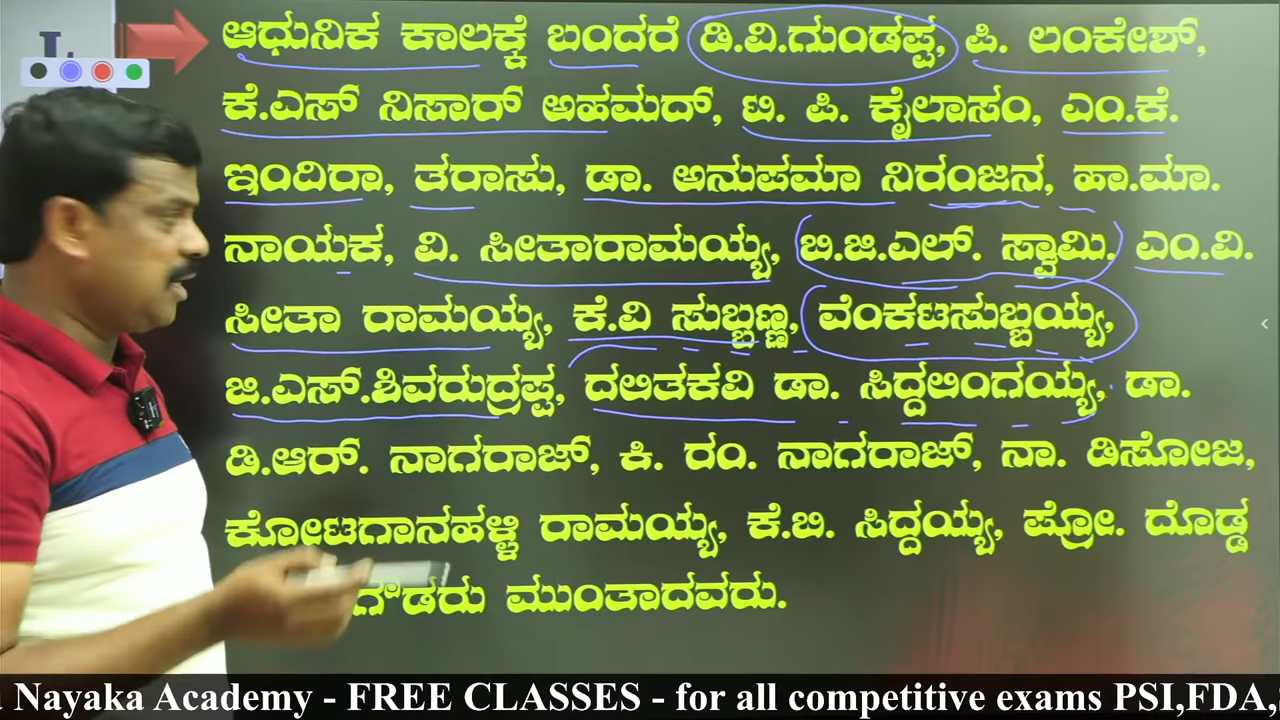 ಆಧುನಿಕ ಕಾಲಕ್ಕೆ ಬಂದರೆ ಡಿ.ವಿ.ಗುಂಡಪ್ಪ, ಪಿ. ಲಂಕೇಶ್,
ಕೆ.ಎಸ್ ನಿಸಾರ್ ಅಹಮದ್, ಟಿ. ಪಿ. ಕೈಲಾಸಂ, ಎಂ.ಕೆ.
ಇಂದಿರಾ, ತರಾಸು, ಡಾ. ಅನುಪಮಾ ನಿರಂಜನ, ಹಾ.ಮಾ.
ನಾಯಕ, ವಿ. ಸೀತಾರಾಮಯ್ಯ, ಬಿ.ಜಿ.ಎಲ್. ಸ್ವಾಮಿ. ಎಂ.ವಿ.
ಸೀತಾ ರಾಮಯ್ಯ, ಕೆ.ವಿ ಸುಬ್ಬಣ್ಣ, ವೆಂಕಟಸುಬ್ಬಯ್ಯ,
ಜಿ.ಎಸ್.ಶಿವರುದ್ರಪ್ಪ, ದಲಿತಕವಿ ಡಾ. ಸಿದ್ದಲಿಂಗಯ್ಯ, ಡಾ.
ಡಿ.ಆರ್. ನಾಗರಾಜ್, ಕಿ. ರಂ. ನಾಗರಾಜ್, ನಾ. ಡಿಸೋಜ,
ಕೋಟಗಾನಹಳ್ಳಿ ರಾಮಯ್ಯ, ಕೆ.ಬಿ. ಸಿದ್ದಯ್ಯ, ಪ್ರೋ. ದೊಡ್ಡ
ಗೌಡರು ಮುಂತಾದವರು.
Nayaka Academy - FREE CLASSES - for all competitive exams PSI,FDA,